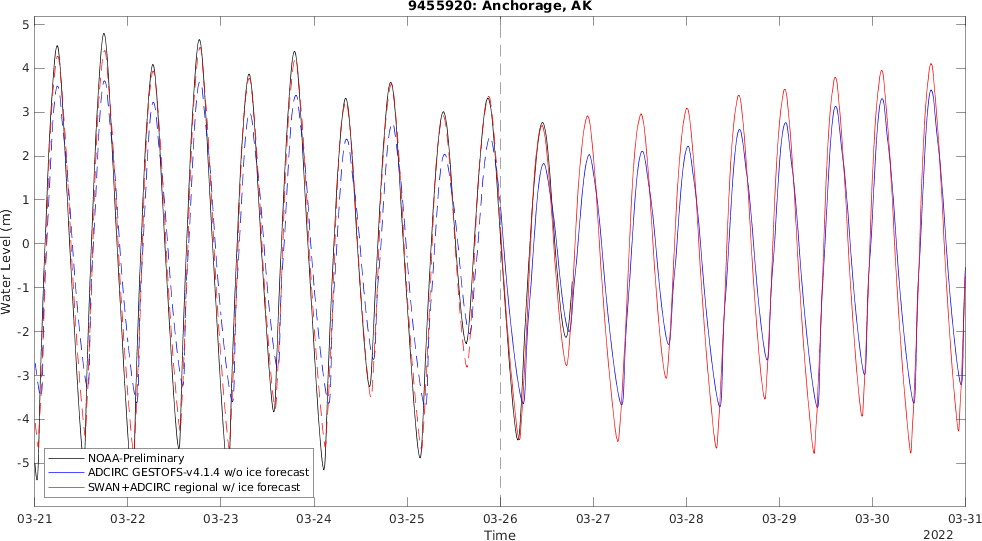 9455920: Anchorage, AK
5
4
3
2
1
0
-1
-2
-3
-4
-5
Water Level (m)
NOAA-Preliminary
ADCIRC GESTOFS-v4.1.4 w/o ice forecast
SWAN+ADCIRC regional w/ ice forecast
03-21 03-22 03-23 03-24 03-25 03-26 03-27 03-28 03-29 03-30 03-31
Time
2022